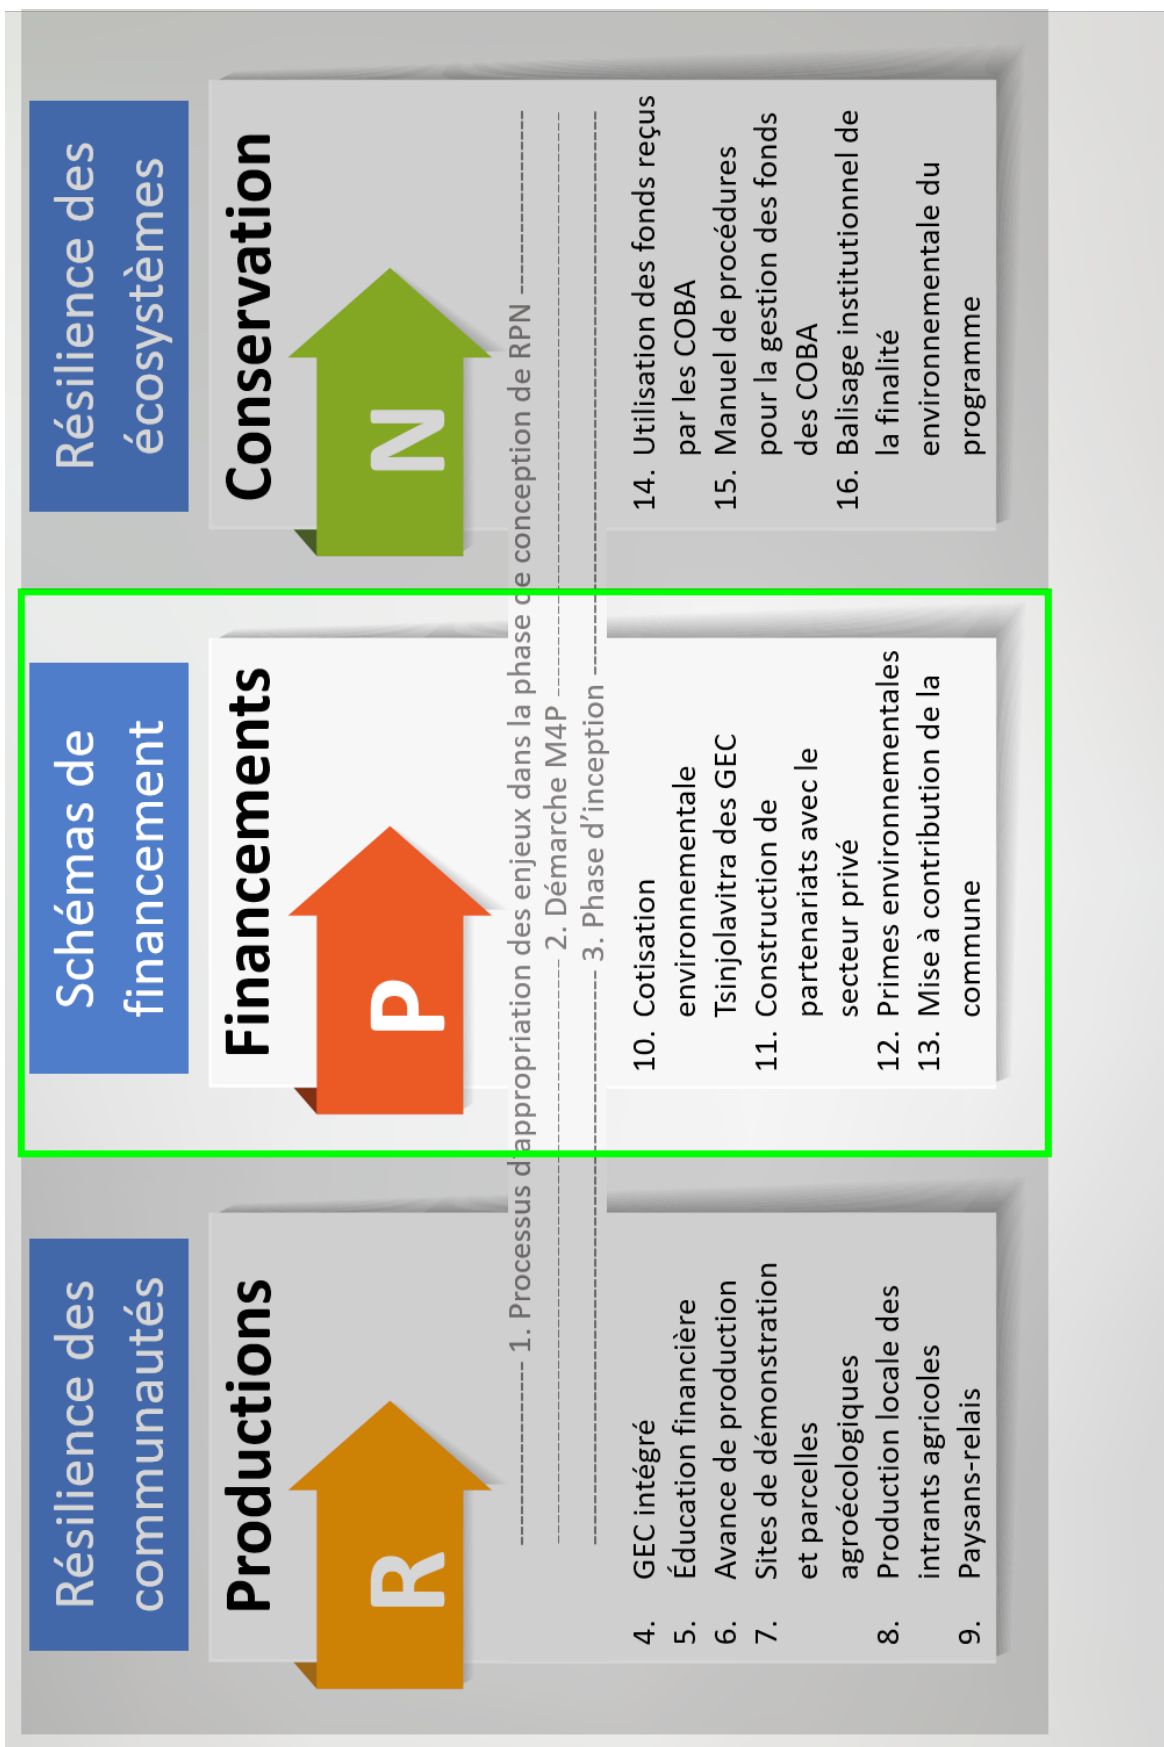 Résilience des
communautés
Productions
R
Schémas de
financement
Financements
P
Résilience des
écosystèmes
Conservation
N
1. Processus d'appropriation des enjeux dans la phase de conception de RPN
2. Démarche M4P
3. Phase d'inception
4. GEC intégré
5. Éducation financière
6. Avance de production
7. Sites de démonstration
et parcelles
agroécologiques
8. Production locale des
intrants agricoles
9. Paysans-relais
10. Cotisation
environnementale
Tsinjolavitra des GEC
11. Construction de
partenariats avec le
secteur privé
12. Primes environnementales
13. Mise à contribution de la
commune
14. Utilisation des fonds reçus
par les COBA
15. Manuel de procédures
pour la gestion des fonds
des COBA
16. Balisage institutionnel de
la finalité
environnementale du
programme